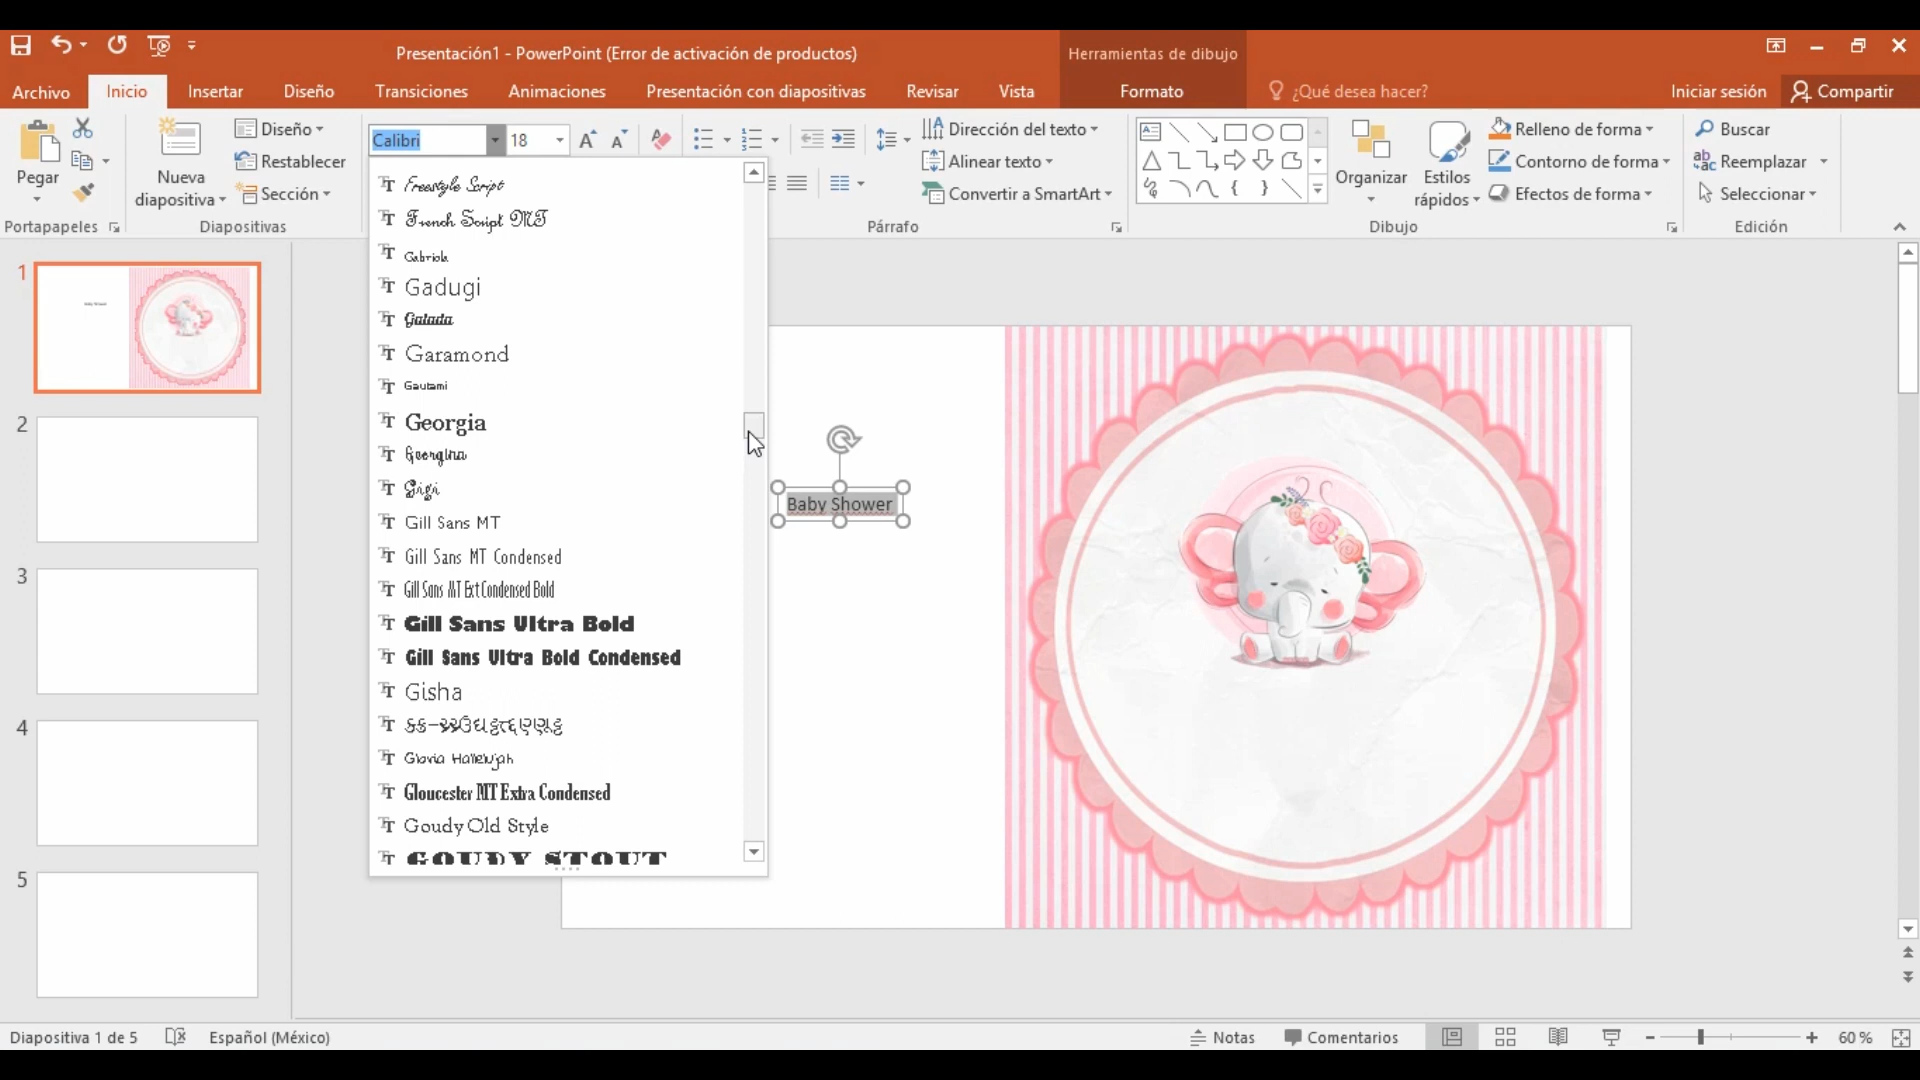 Presentación1 - PowerPoint (Error de activación de productos)
Herramientas de dibujo
Archivo
Inicio
Insertar
Diseño
Transiciones
Animaciones
Presentación con diapositivas
Revisar
Vista
Formato
¿Qué desea hacer?
Iniciar sesión
Compartir
Pegar
Portapapeles
Nueva
diapositiva
Diseño
Restablecer
Sección
Diapositivas
Calibri
18
Párrafo
Dirección del texto
Alinear texto
Convertir a SmartArt
Organizar
Estilos
rápidos
Relleno de forma
Contorno de forma
Efectos de forma
Dibujo
Buscar
Reemplazar
Seleccionar
Edición
Freestyle Script
French Script MT
Gabriola
Gadugi
Galada
Garamond
Gautami
Georgia
Georgina
Gigi
Gill Sans MT
Gill Sans MT Condensed
Gill Sans MT Ext Condensed Bold
Gill Sans Ultra Bold
Gill Sans Ultra Bold Condensed
Gisha
Gloria Hallelujah
Gloucester MT Extra Condensed
Goudy Old Style
GOUDY STOUT
1
Baby Shower
2
3
4
5
Baby Shower
Diapositiva 1 de 5
Español (México)
Notas
Comentarios
60 %